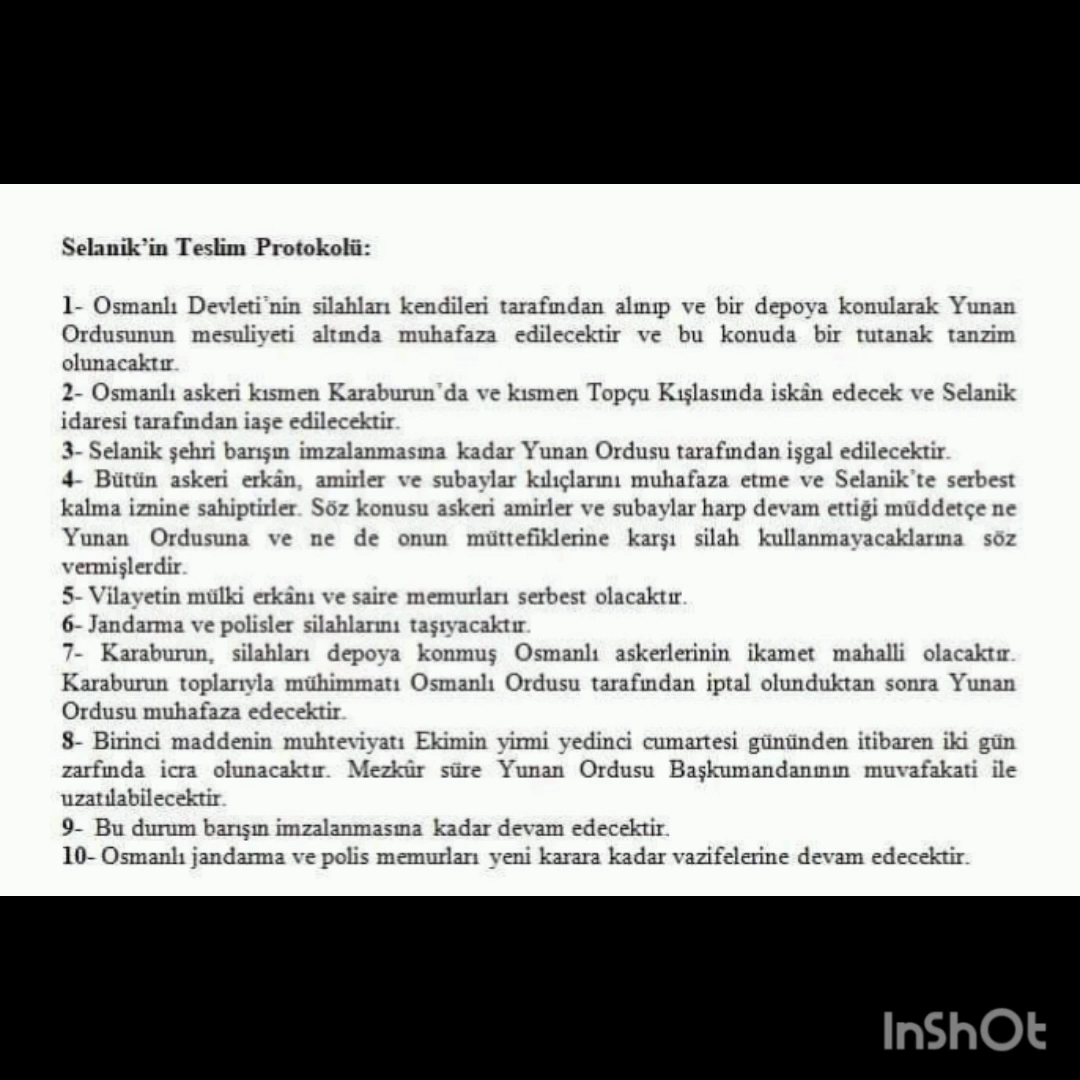 Selanik'in Teslim Protokolü:
1- Osmanlı Devleti'nin silahları kendileri tarafından alınıp ve bir depoya konularak Yunan
Ordusunun mesuliyeti altında muhafaza edilecektir ve bu konuda bir tutanak tanzim
olunacaktır.
2- Osmanlı askeri kısmen Karaburun'da ve kısmen Topçu Kışlasında iskân edecek ve Selanik
idaresi tarafından iaşe edilecektir.
3- Selanik şehri barışın imzalanmasına kadar Yunan Ordusu tarafından işgal edilecektir.
4- Bütün askeri erkân, amirler ve subaylar kılıçlarını muhafaza etme ve Selanik'te serbest
kalma iznine sahiptirler. Söz konusu askeri amirler ve subaylar harp devam ettiği müddetçe ne
Yunan Ordusuna ve ne de onun müttefiklerine karşı silah kullanmayacaklarına söz
vermişlerdir.
5- Vilayetin mülki erkânı ve saire memurları serbest olacaktır.
6- Jandarma ve polisler silahlarını taşıyacaktır.
7- Karaburun, silahları depoya konmuş Osmanlı askerlerinin ikamet mahalli olacaktır.
Karaburun toplarıyla mühimmatı Osmanlı Ordusu tarafından iptal olunduktan sonra Yunan
Ordusu muhafaza edecektir.
8- Birinci maddenin muhteviyatı Ekimin yirmi yedinci cumartesi gününden itibaren iki gün
zarfında icra olunacaktır. Mezkûr süre Yunan Ordusu Başkumandanının muvafakati ile
uzatılabilecektir.
9- Bu durum barışın imzalanmasına kadar devam edecektir.
10- Osmanlı jandarma ve polis memurları yeni karara kadar vazifelerine devam edecektir.
InShOt